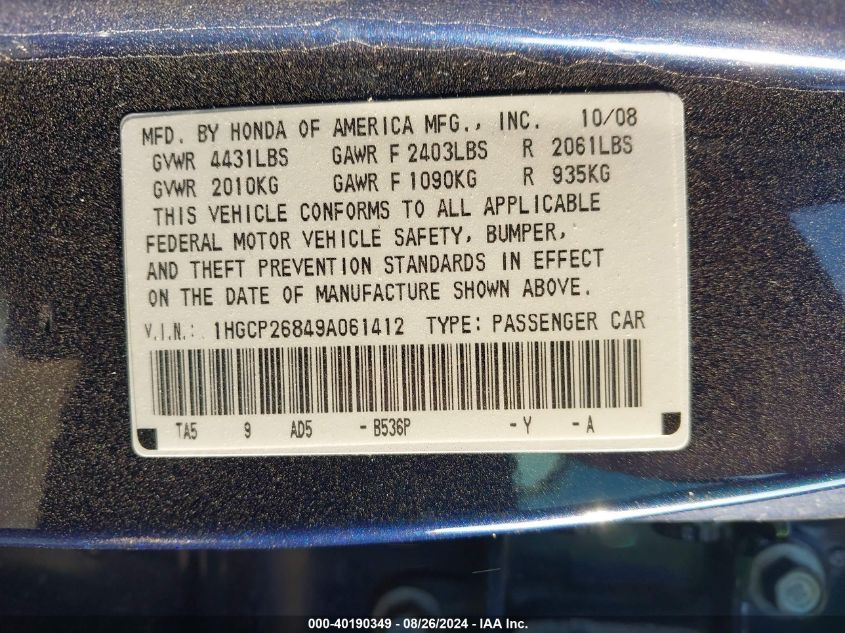 MFD. BY HONDA OF AMERICA MFG., INC. 10/08
GVWR 4431LBS GAWR F 2403LBS R 2061LBS
GVWR 2010KG GAWR F 1090KG R 935KG
THIS VEHICLE CONFORMS TO ALL APPLICABLE
FEDERAL MOTOR VEHICLE SAFETY, BUMPER,
AND THEFT PREVENTION STANDARDS IN EFFECT
ON THE DATE OF MANUFACTURE SHOWN ABOVE.
V.I.N.: 1HGCP26849A061412 TYPE: PASSENGER CAR
TA5 9 AD5 - B536P - Y - A
000-40190349 - 08/26/2024 - IAA Inc.